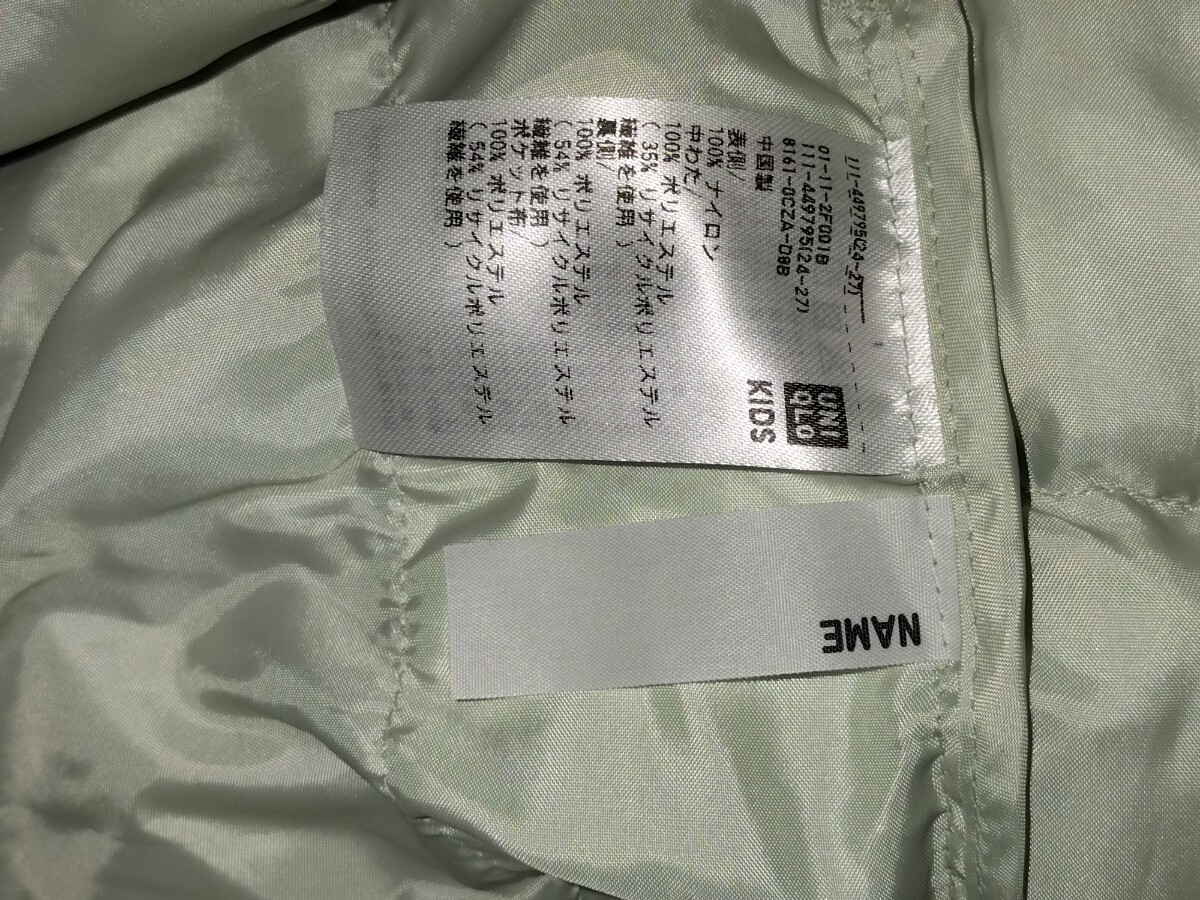 UNI
QLO
KIDS
111-449795(24-27)
01-11-2F001B
111-449795(24-27)
8161-0CZA-D8B
中国製
表側/
100% ナイロン
中わた/
100% ポリエステル
( 35% リサイクルポリエステル
繊維を使用 )
裏側/
100% ポリエステル
( 54% リサイクルポリエステル
繊維を使用 )
ポケット布
100% ポリエステル
( 54% リサイクルポリエステル
繊維を使用 )
NAME